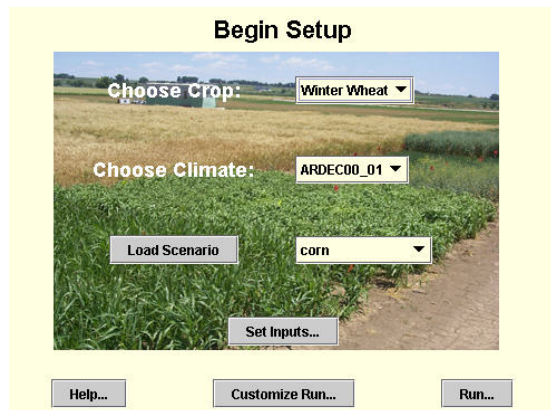 Begin Setup
Choose Crop: Winter Wheat
Choose Climate: ARDEC00_01
Load Scenario corn
Set Inputs...
Help... Customize Run... Run...